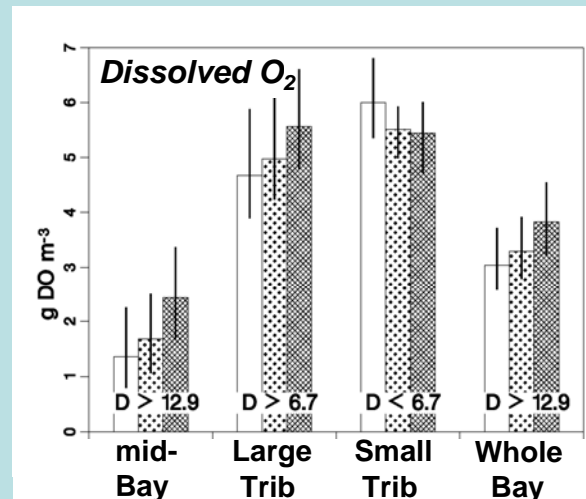 Dissolved O₂
g DO m⁻³
7
6
5
4
3
2
1
0
D > 12.9
D > 6.7
D < 6.7
D > 12.9
mid-Bay
Large Trib
Small Trib
Whole Bay